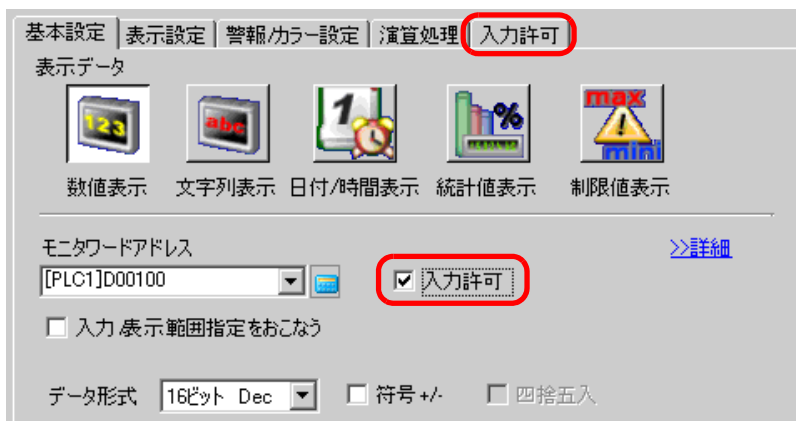 基本設定 表示設定 警報/カラー設定 演算処理 入力許可
表示データ
123 abc 1 % max mini
数値表示 文字列表示 日付/時間表示 統計値表示 制限値表示
モニタワードアドレス >>詳細
[PLC1]D00100 入力許可
入力/表示範囲指定をおこなう
データ形式 16ビット Dec 符号+/- 四捨五入